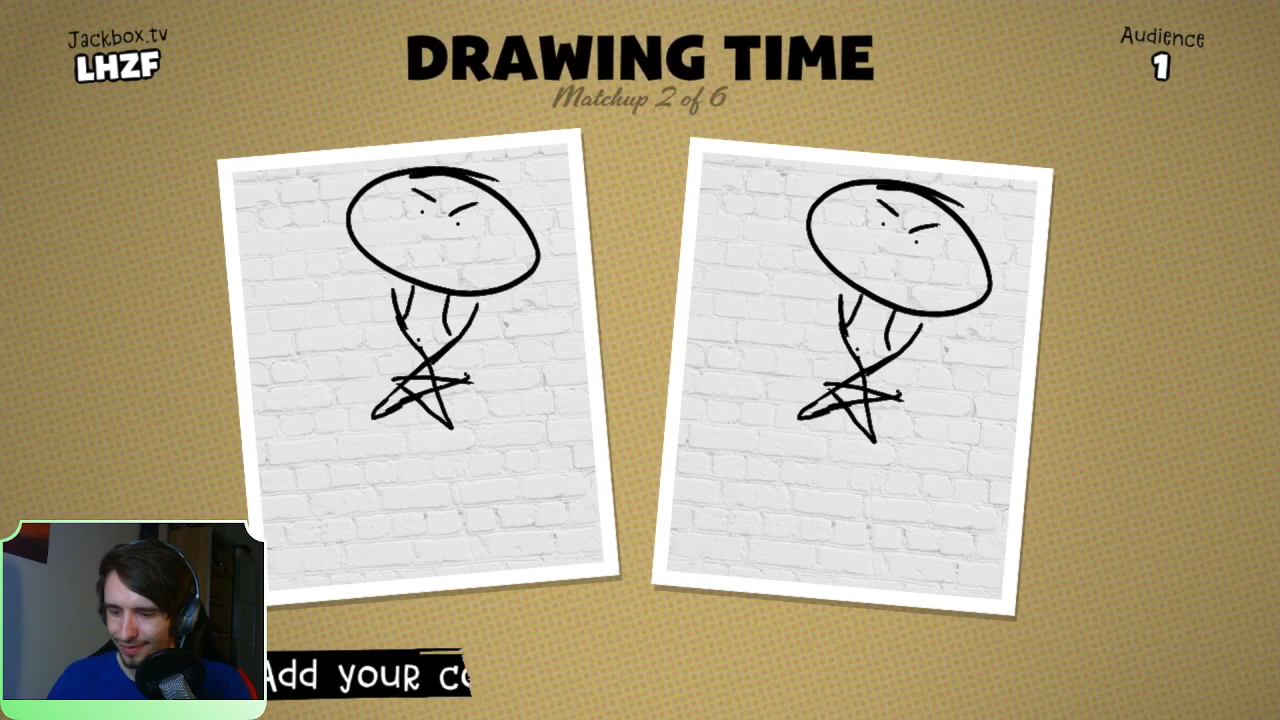 Jackbox.tv
LHZF
DRAWING TIME
Matchup 2 of 6
Audience
1
Add your